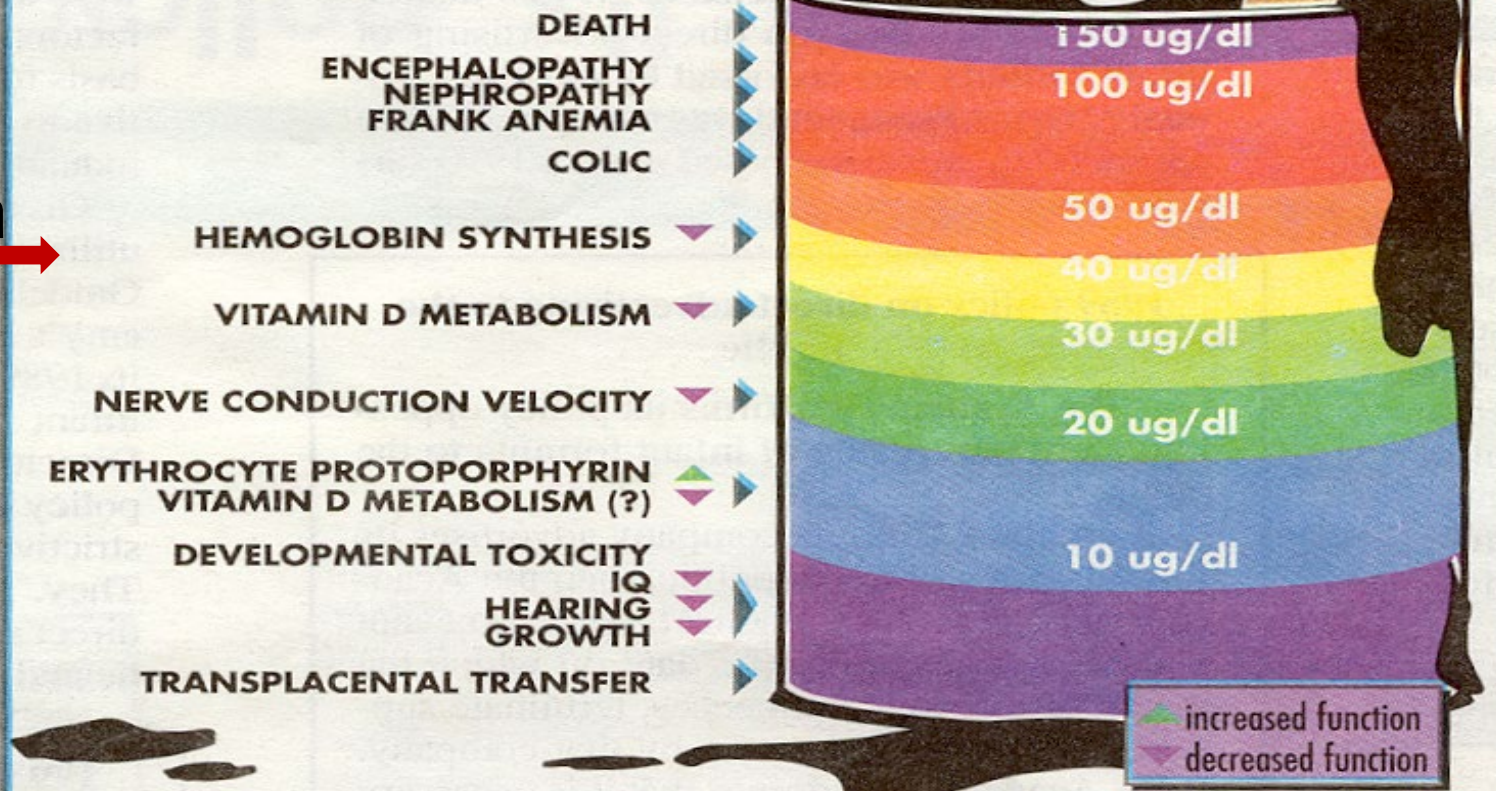 DEATH
ENCEPHALOPATHY
NEPHROPATHY
FRANK ANEMIA
COLIC
HEMOGLOBIN SYNTHESIS
VITAMIN D METABOLISM
NERVE CONDUCTION VELOCITY
ERYTHROCYTE PROTOPORPHYRIN
VITAMIN D METABOLISM (?)
DEVELOPMENTAL TOXICITY
IQ
HEARING
GROWTH
TRANSPLACENTAL TRANSFER
150 ug/dl
100 ug/dl
50 ug/dl
40 ug/dl
30 ug/dl
20 ug/dl
10 ug/dl
increased function
decreased function